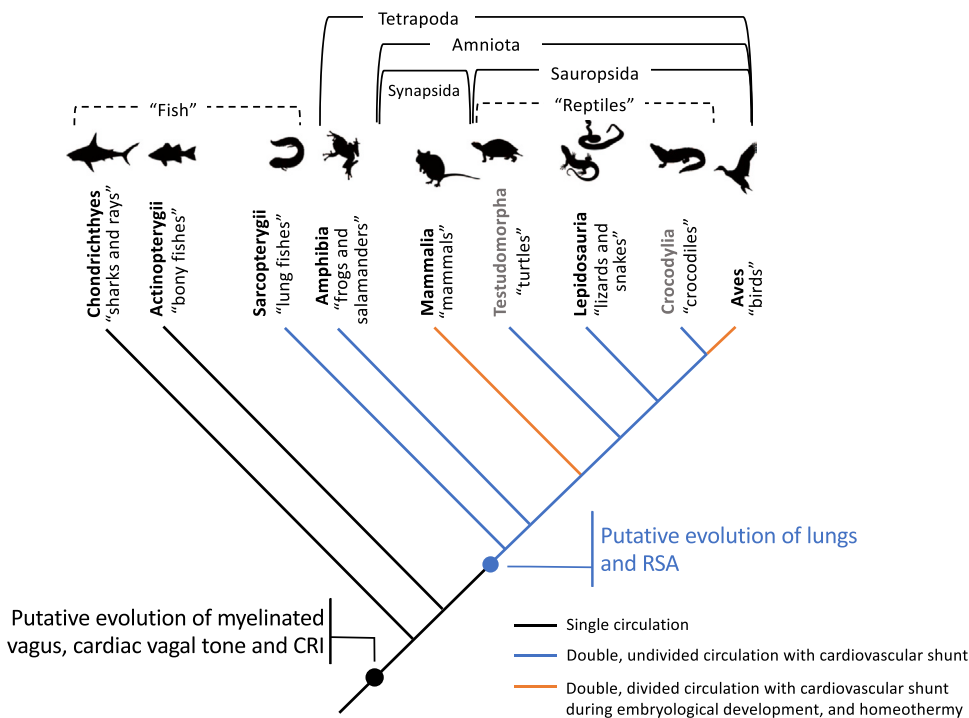 Tetrapoda
Amniota
Sauropsida
Synapsida
“Fish”
“Reptiles”
Chondrichthyes
“sharks and rays”
Actinopterygii
“bony fishes”
Sarcopterygii
“lung fishes”
Amphibia
“frogs and
salamanders”
Mammalia
“mammals”
Testudomorpha
“turtles”
Lepidosauria
“lizards and
snakes”
Crocodylia
“crocodiles”
Aves
“birds”
Putative evolution of lungs
and RSA
Putative evolution of myelinated
vagus, cardiac vagal tone and CRI
Single circulation
Double, undivided circulation with cardiovascular shunt
Double, divided circulation with cardiovascular shunt
during embryological development, and homeothermy